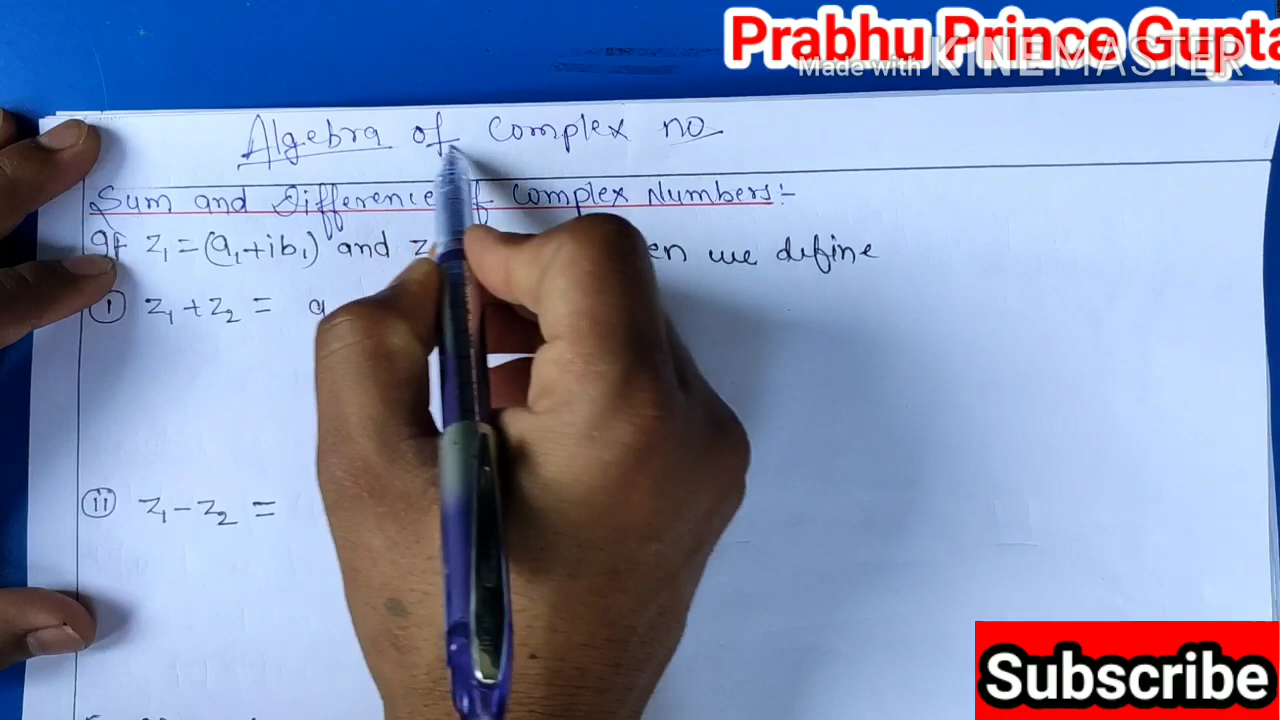 Prabhu Prince Gupta
Made with KINEMASTER
Algebra of complex no
Sum and Difference of Complex Numbers:-
If z₁ = (a₁+ib₁) and z we define
(i) z₁ + z₂ = a
(ii) z₁ - z₂ =
Subscribe